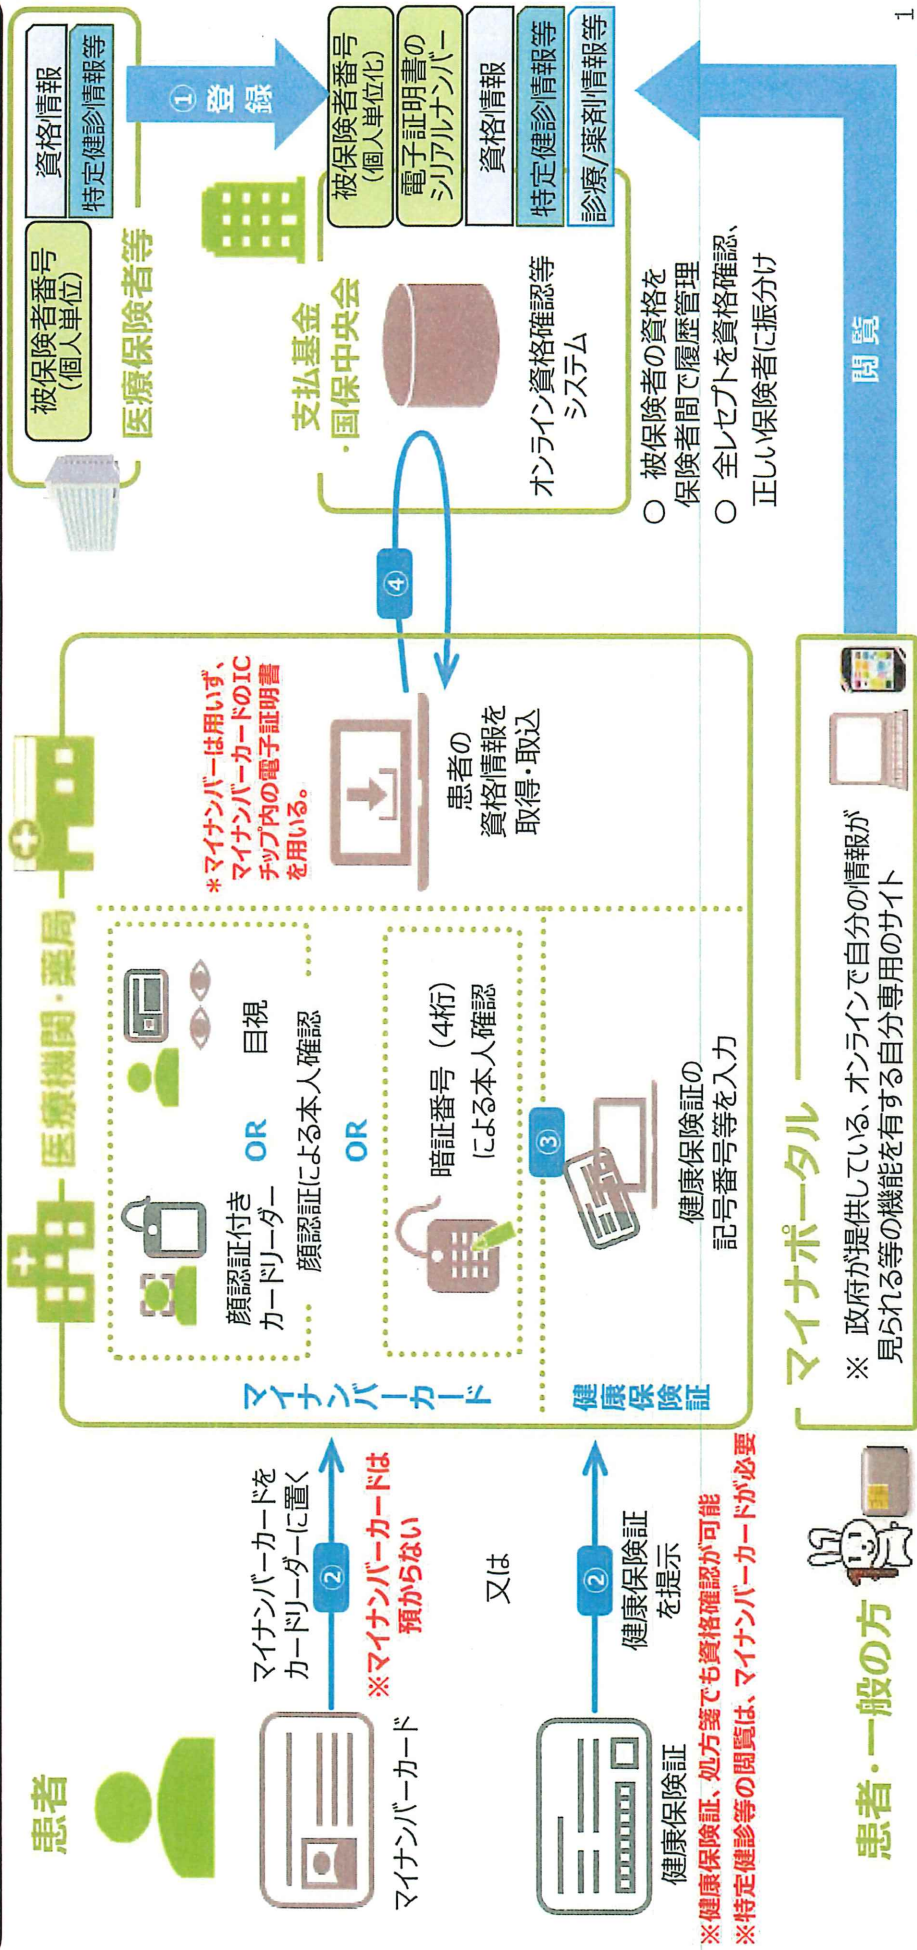 患者
マイナンバーカード
マイナンバーカードを
カードリーダーに置く
②
※マイナンバーカードは
預からない
又は
健康保険証
健康保険証
を提示
②
※健康保険証、処方箋でも資格確認が可能
※特定健診等の閲覧は、マイナンバーカードが必要
医療機関・薬局
マイナンバーカード
顔認証付き
カードリーダー
OR
目視
顔認証による本人確認
OR
暗証番号（4桁）
による本人確認
健康保険証
③
健康保険証の
記号番号等を入力
＊マイナンバーは用いず、
マイナンバーカードのIC
チップ内の電子証明書
を用いる。
患者の
資格情報を
取得・取込
④
医療保険者等
被保険者番号
（個人単位）
資格情報
特定健診情報等
①
登録
支払基金
・国保中央会
オンライン資格確認等
システム
被保険者番号
（個人単位化）
電子証明書の
シリアルナンバー
資格情報
特定健診情報等
診療/薬剤情報等
○ 被保険者の資格を
保険者間で履歴管理
○ 全レセプトを資格確認、
正しい保険者に振分け
患者・一般の方
マイナポータル
※ 政府が提供している、オンラインで自分の情報が
見られる等の機能を有する自分専用のサイト
閲覧
1